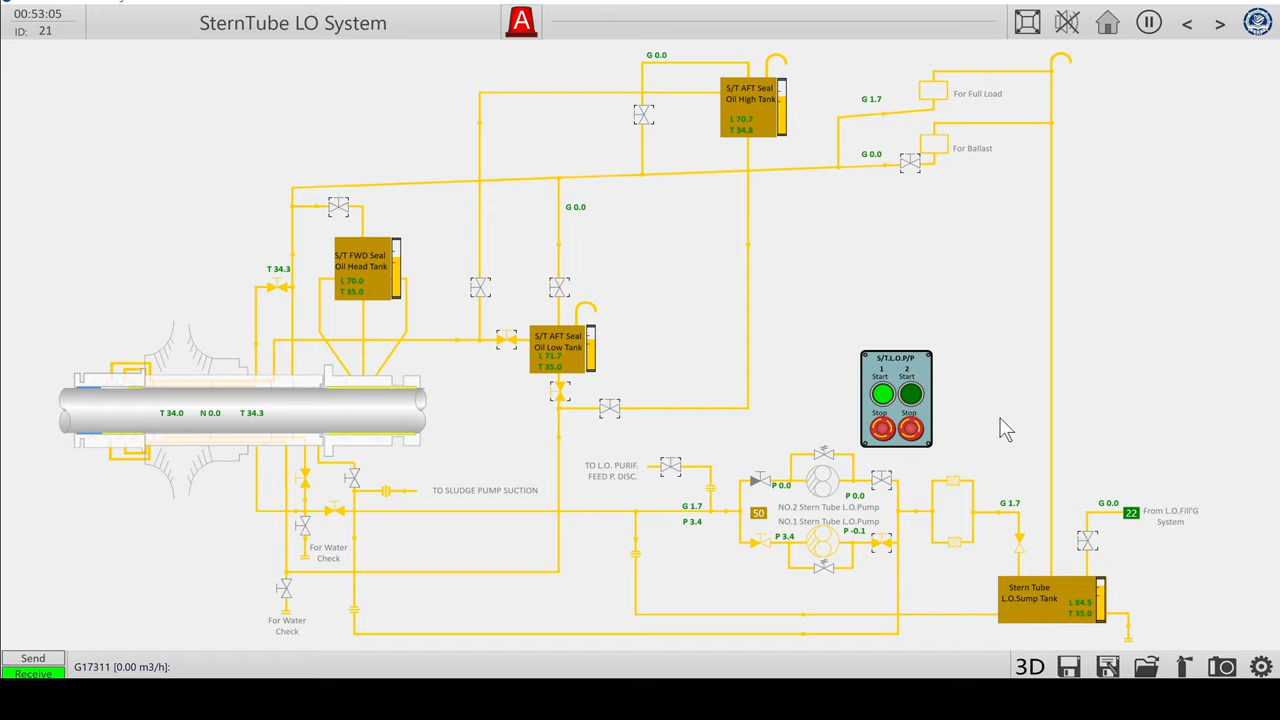 00:53:05
ID: 21
SternTube LO System
A
G 0.0
S/T AFT Seal
Oil High Tank
L 70.7
T 34.8
G 1.7
For Full Load
G 0.0
For Ballast
G 0.0
T 34.3
S/T FWD Seal
Oil Head Tank
L 70.0
T 35.0
S/T AFT Seal
Oil Low Tank
L 71.7
T 35.0
S/T.L.O.P/P
1 2
Start Start
Stop Stop
T 34.0 N 0.0 T 34.3
TO L.O. PURIF.
FEED P. DISC.
TO SLUDGE PUMP SUCTION
G 1.7
P 3.4
50
P 0.0
P 0.0
NO.2 Stern Tube L.O.Pump
NO.1 Stern Tube L.O.Pump
P 3.4
P -0.1
G 1.7
G 0.0
22
From L.O.Fill'G
System
For Water
Check
For Water
Check
Stern Tube
L.O.Sump Tank
L 84.5
T 35.0
Send
Receive
G17311 [0.00 m3/h]:
3D